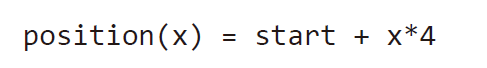 position(x) = start + x*4